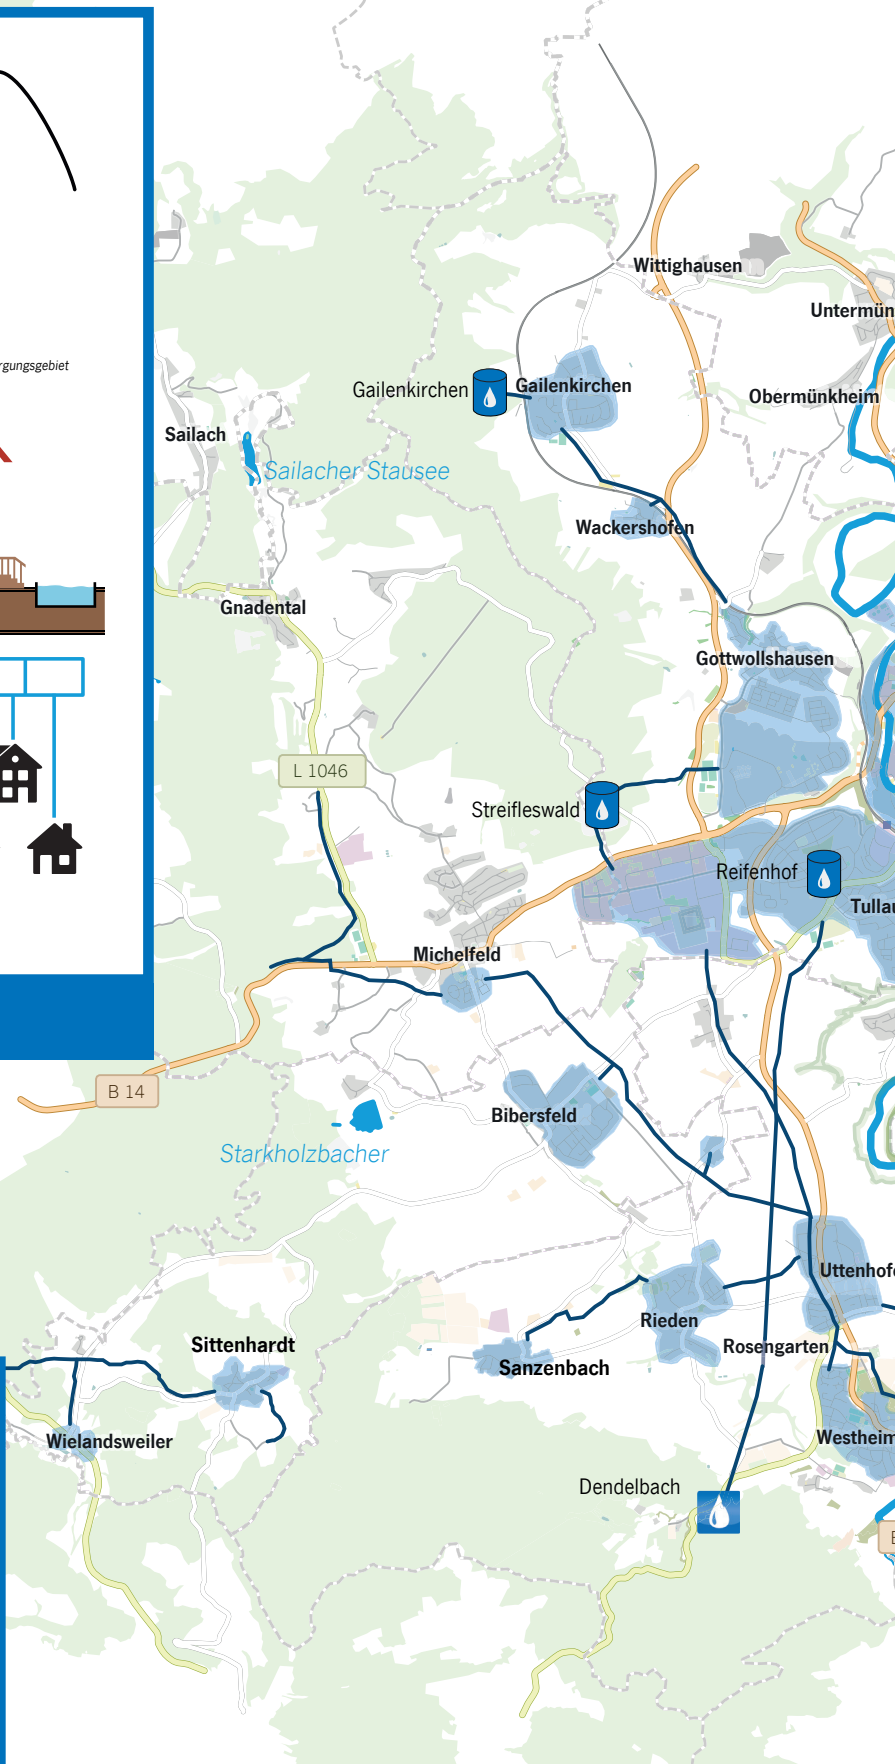 Wittighausen
Untermün
rgungsgebiet
Gailenkirchen
Gailenkirchen
Obermünkheim
Sailach
Sailacher Stausee
Wackershofen
Gnadental
Gottwollshausen
L 1046
Streifleswald
Reifenhof
Tullau
Michelfeld
B 14
Bibersfeld
Starkholzbacher
Uttenhofe
Rieden
Sittenhardt
Rosengarten
Sanzenbach
Wielandsweiler
Westheim
Dendelbach